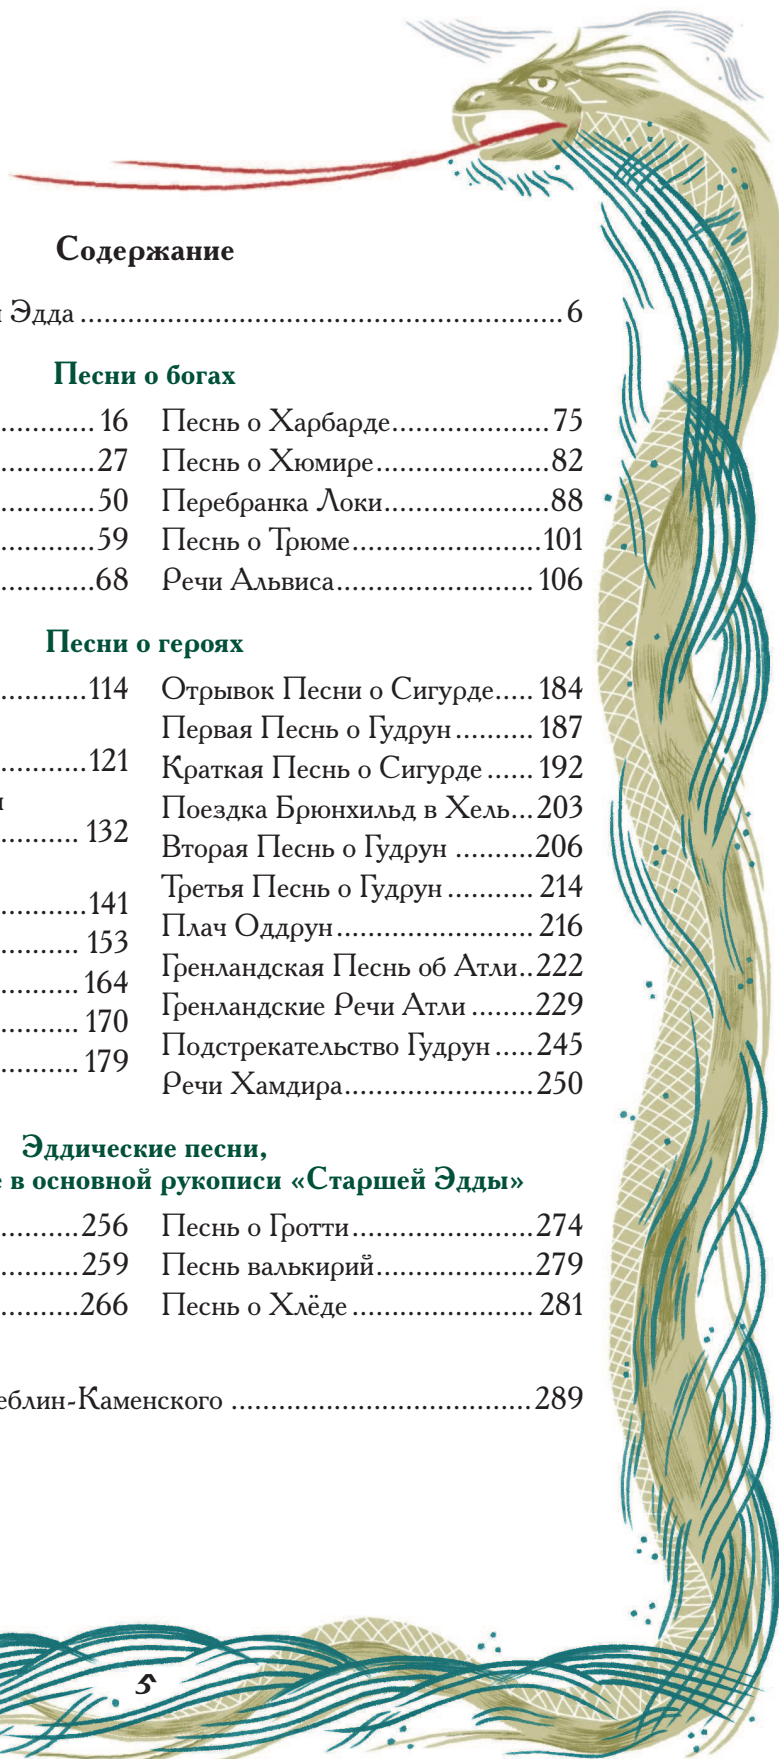 Содержание
Эдда ............................................................ 6
Песни о богах
............ 16 Песнь о Харбарде.................... 75
............ 27 Песнь о Хюмире...................... 82
............ 50 Перебранка Локи..................... 88
............ 59 Песнь о Трюме........................ 101
............ 68 Речи Альвиса......................... 106
Песни о героях
........... 114 Отрывок Песни о Сигурде..... 184
Первая Песнь о Гудрун .......... 187
........... 121 Краткая Песнь о Сигурде ...... 192
Поездка Брюнхильд в Хель... 203
.......... 132 Вторая Песнь о Гудрун .......... 206
Третья Песнь о Гудрун ........... 214
........... 141 Плач Оддрун......................... 216
.......... 153 Гренландская Песнь об Атли.. 222
.......... 164 Гренландские Речи Атли ........ 229
.......... 170 Подстрекательство Гудрун ..... 245
.......... 179 Речи Хамдира........................ 250
Эддические песни,
в основной рукописи «Старшей Эдды»
.......... 256 Песнь о Гротти....................... 274
.......... 259 Песнь валькирий.................... 279
.......... 266 Песнь о Хлёде ....................... 281
еблин-Каменского ...................................... 289
5